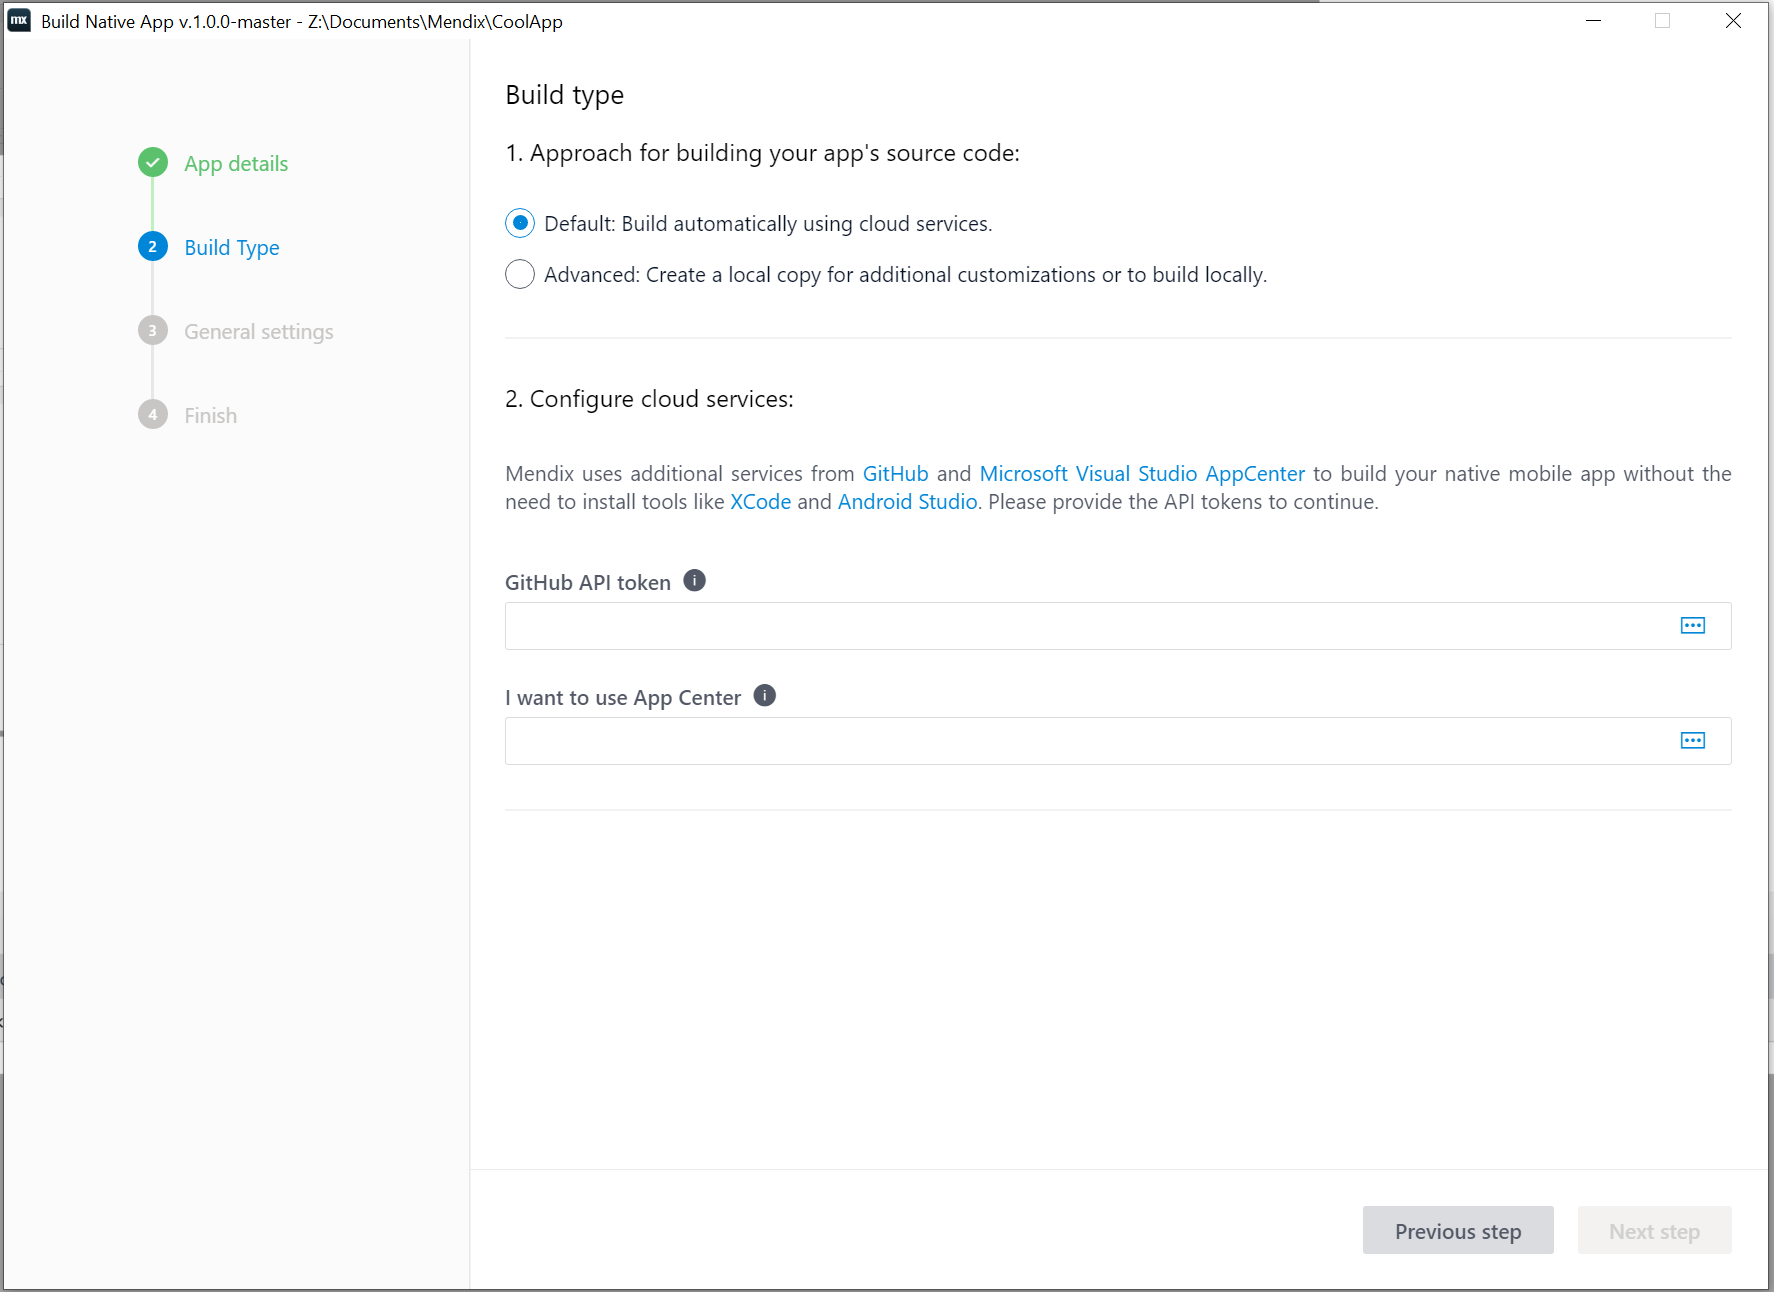 mx Build Native App v.1.0.0-master - Z:\Documents\Mendix\CoolApp
App details
2 Build Type
3 General settings
4 Finish
Build type
1. Approach for building your app's source code:
Default: Build automatically using cloud services.
Advanced: Create a local copy for additional customizations or to build locally.
2. Configure cloud services:
Mendix uses additional services from GitHub and Microsoft Visual Studio AppCenter to build your native mobile app without the
need to install tools like XCode and Android Studio. Please provide the API tokens to continue.
GitHub API token i
I want to use App Center i
Previous step Next step